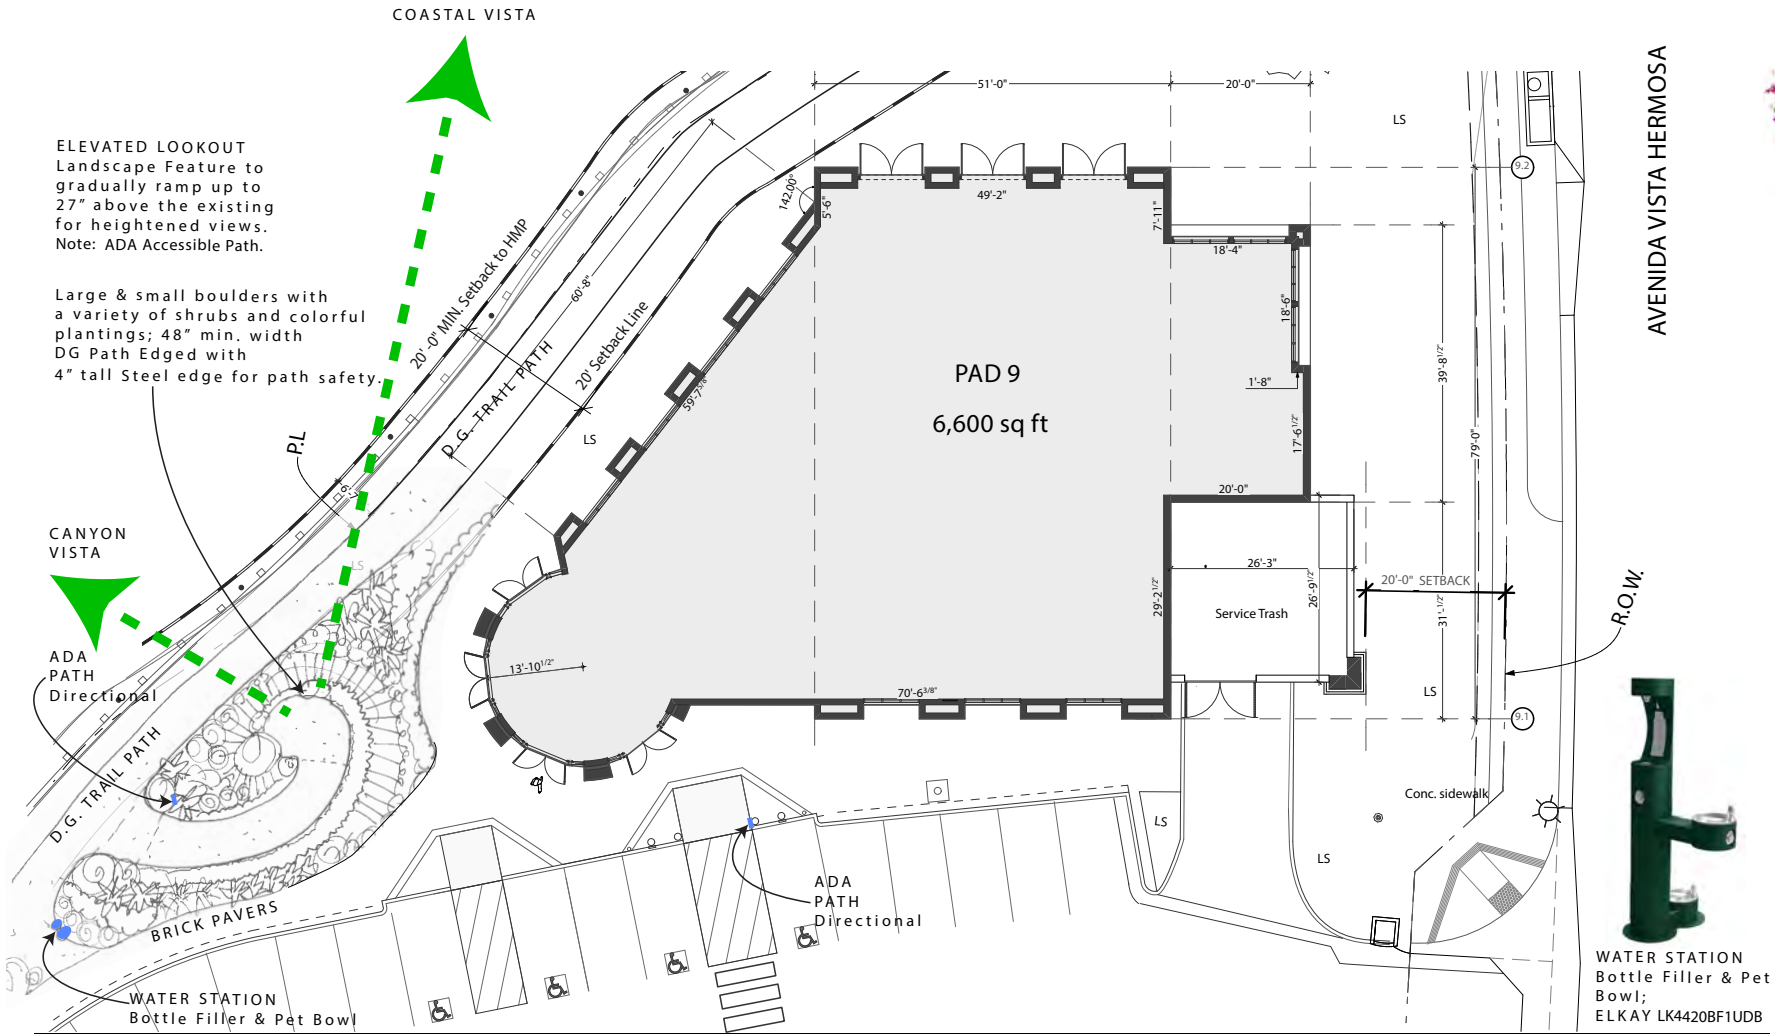 COASTAL VISTA
ELEVATED LOOKOUT
Landscape Feature to
gradually ramp up to
27” above the existing
for heightened views.
Note: ADA Accessible Path.
Large & small boulders with
a variety of shrubs and colorful
plantings; 48” min. width
DG Path Edged with
4” tall Steel edge for path safety.
P.L
CANYON
VISTA
ADA
PATH
Directional
D.G. TRAIL PATH
BRICK PAVERS
WATER STATION
Bottle Filler & Pet Bowl
20'-0" MIN. Setback to HMP
60'-8"
20' Setback Line
D.G. TRAIL PATH
6'-7
LS
LS
142.00°
5'-6"
59'-7 5/8"
51'-0"
20'-0"
49'-2"
7'-11"
18'-4"
18'-6"
1'-8"
17'-6 1/2"
20'-0"
PAD 9
6,600 sq ft
13'-10 1/2"
70'-6 3/8"
29'-2 1/2"
26'-3"
26'-9 1/2"
Service Trash
39'-8 1/2"
79'-0"
31'-1/2"
20'-0" SETBACK
LS
9.2
AVENIDA VISTA HERMOSA
R.O.W.
LS
9.1
Conc. sidewalk
LS
LS
ADA
PATH
Directional
WATER STATION
Bottle Filler & Pet
Bowl;
ELKAY LK4420BF1UDB